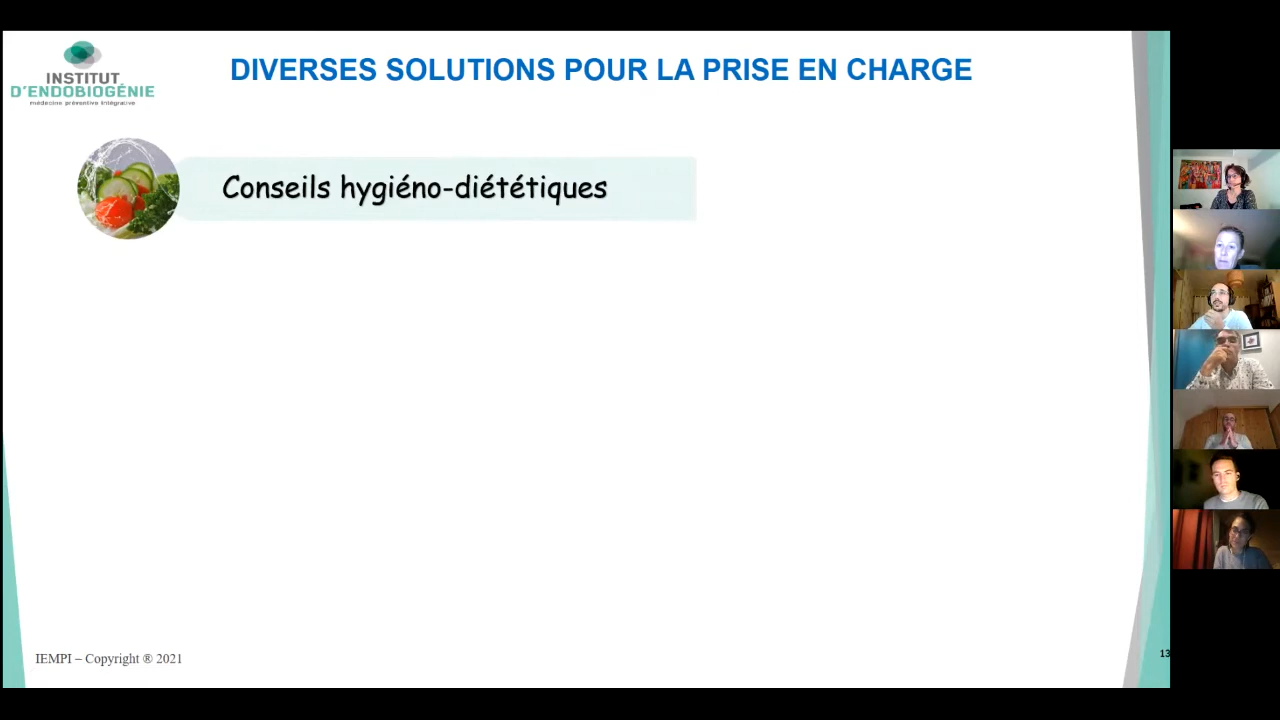 INSTITUT
D'ENDOBIOGÉNIE
médecine préventive intégrative
DIVERSES SOLUTIONS POUR LA PRISE EN CHARGE
Conseils hygiéno-diététiques
IEMPI – Copyright ® 2021
13